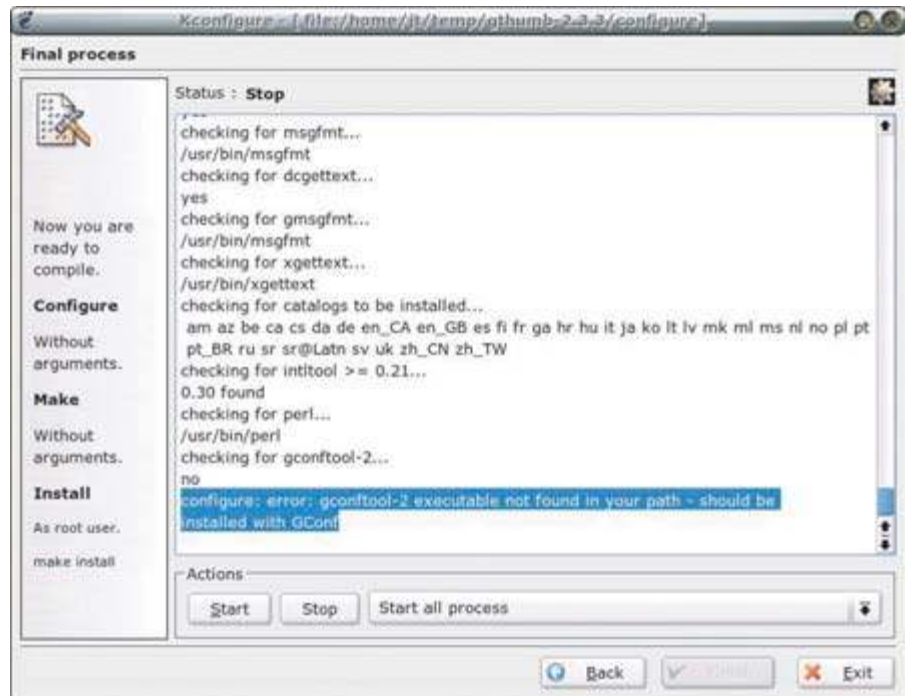 Kconfigure - [ file:/home/jt/temp/gthumb-2.3.3/configure ]
Final process
Status : Stop
checking for msgfmt...
/usr/bin/msgfmt
checking for dcgettext...
yes
checking for gmsgfmt...
/usr/bin/msgfmt
checking for xgettext...
/usr/bin/xgettext
checking for catalogs to be installed...
am az be ca cs da de en_CA en_GB es fi fr ga hr hu it ja ko lt lv mk ml ms nl no pl pt
pt_BR ru sr sr@Latn sv uk zh_CN zh_TW
checking for intltool >= 0.21...
0.30 found
checking for perl...
/usr/bin/perl
checking for gconftool-2...
no
configure: error: gconftool-2 executable not found in your path - should be
installed with GConf
Now you are
ready to
compile.
Configure
Without
arguments.
Make
Without
arguments.
Install
As root user.
make install
Actions
Start
Stop
Start all process
Back
Exit